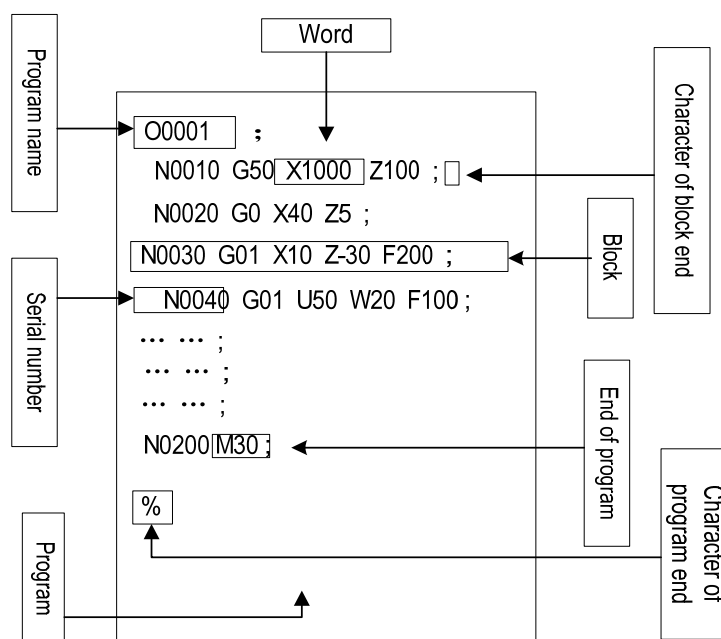 Word
Program name
O0001 ;
Character of block end
N0010 G50 X1000 Z100 ;
N0020 G0 X40 Z5 ;
Block
N0030 G01 X10 Z-30 F200 ;
Serial number
N0040 G01 U50 W20 F100 ;
··· ··· ;
··· ··· ;
··· ··· ;
End of program
N0200 M30 ;
Character of
program end
%
Program